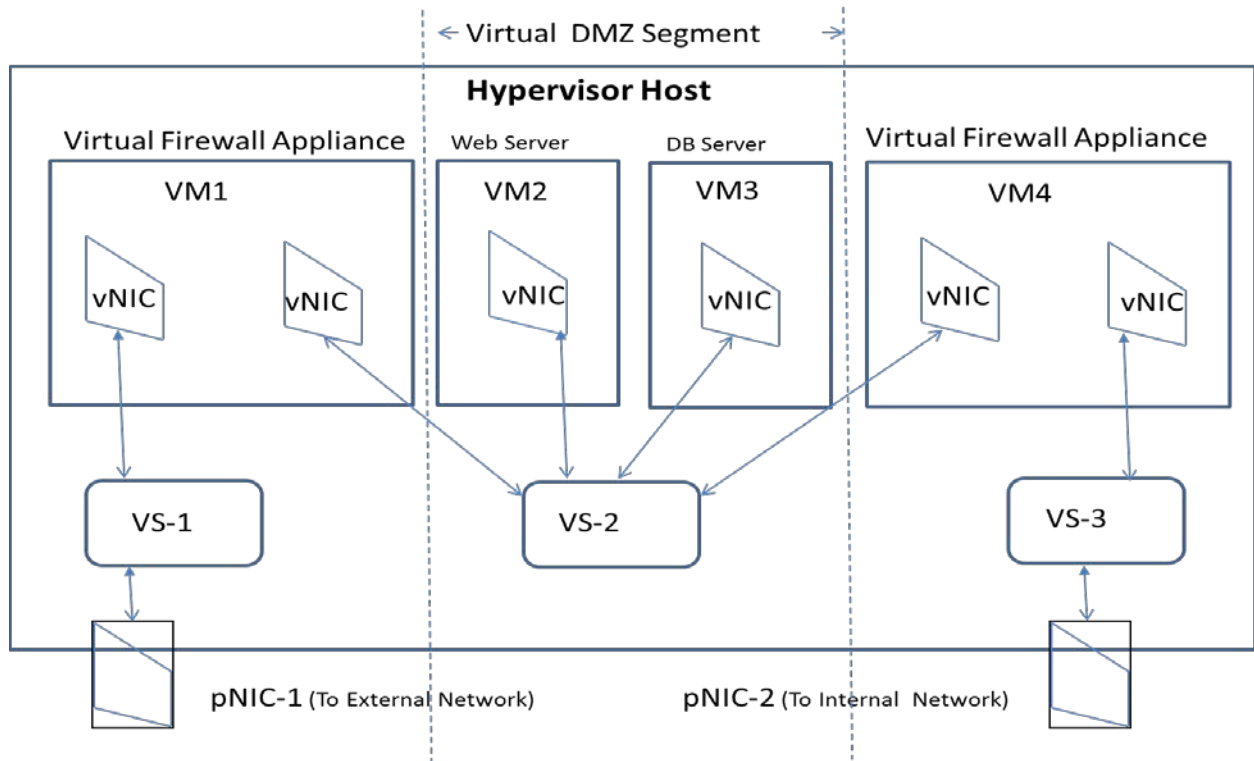 Virtual DMZ Segment
Hypervisor Host
Virtual Firewall Appliance
Web Server
DB Server
Virtual Firewall Appliance
VM1
VM2
VM3
VM4
vNIC
vNIC
vNIC
vNIC
vNIC
vNIC
VS-1
VS-2
VS-3
pNIC-1 (To External Network)
pNIC-2 (To Internal Network)